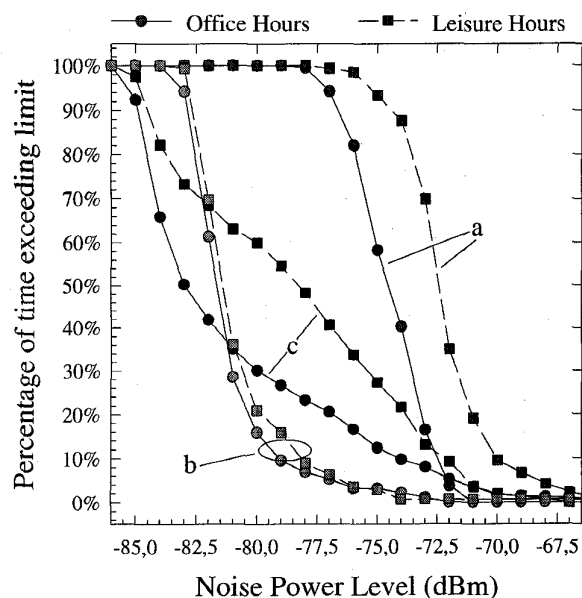 Office Hours Leisure Hours
Percentage of time exceeding limit
100%
90%
80%
70%
60%
50%
40%
30%
20%
10%
0%
a
c
b
-85,0 -82,5 -80,0 -77,5 -75,0 -72,5 -70,0 -67,5
Noise Power Level (dBm)